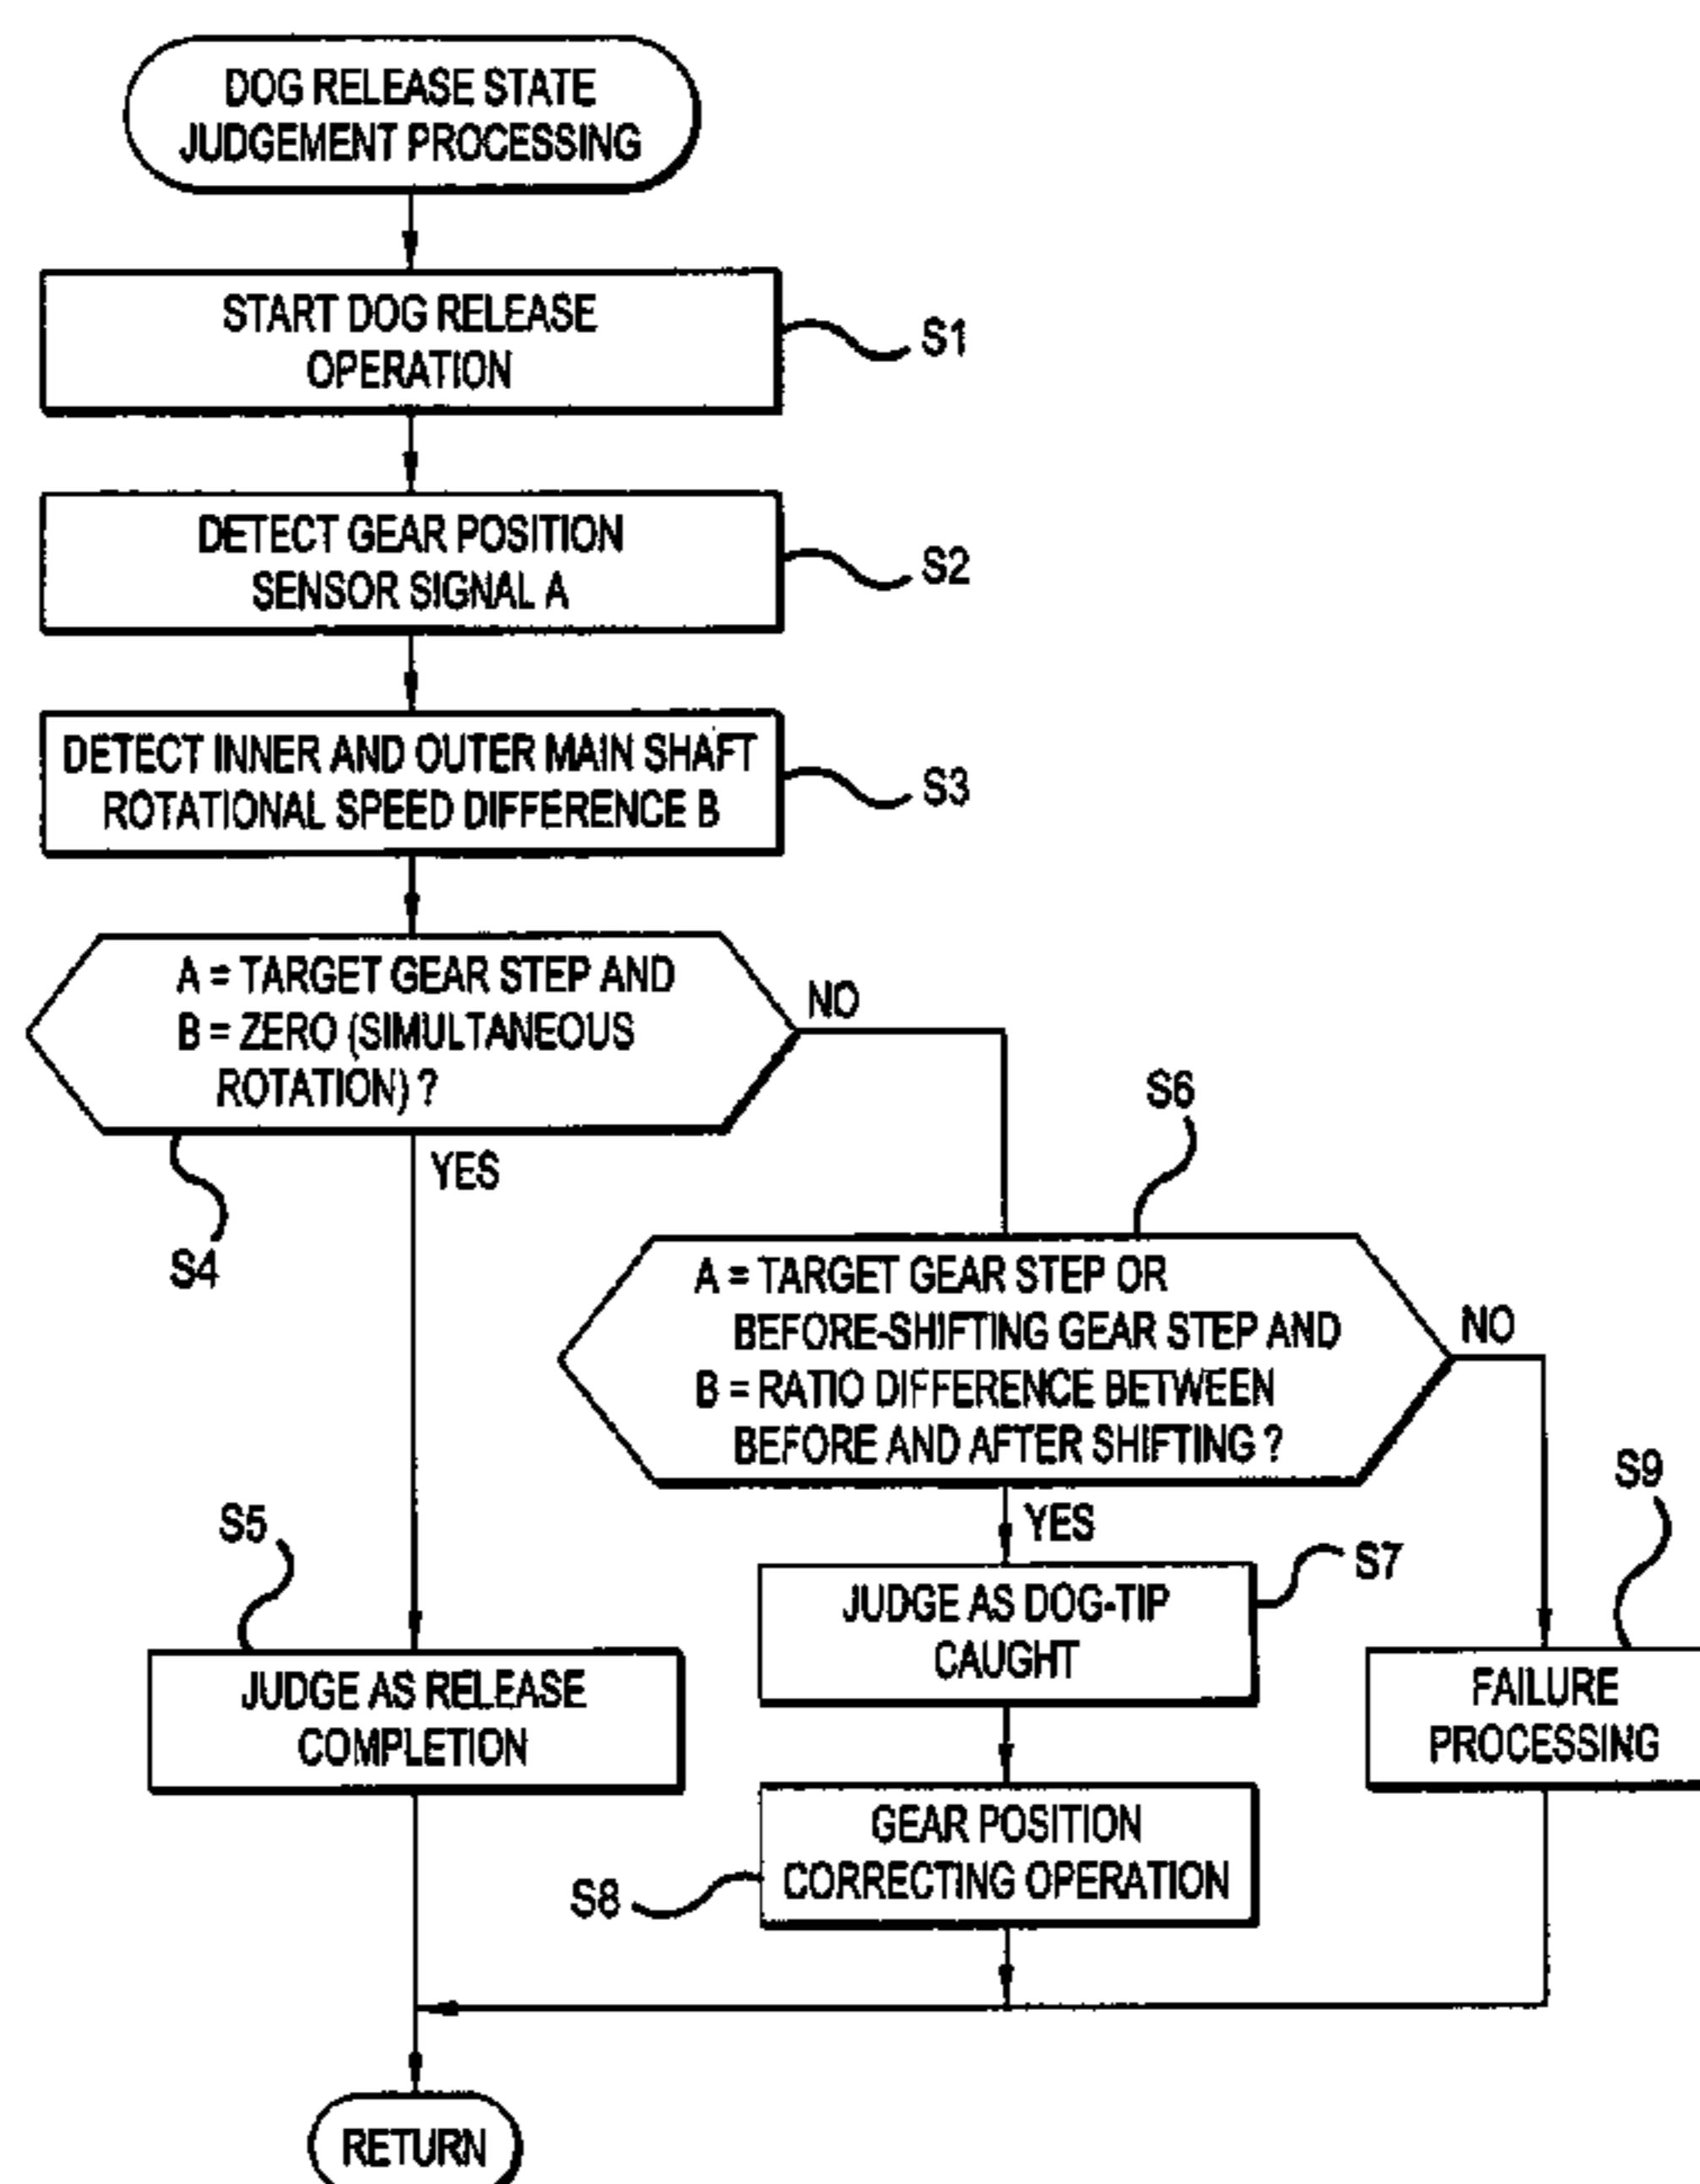 DOG RELEASE STATE
JUDGEMENT PROCESSING
START DOG RELEASE
OPERATION
S1
DETECT GEAR POSITION
SENSOR SIGNAL A
S2
DETECT INNER AND OUTER MAIN SHAFT
ROTATIONAL SPEED DIFFERENCE B
S3
A = TARGET GEAR STEP AND
B = ZERO (SIMULTANEOUS
ROTATION) ?
NO
YES
S4
S6
A = TARGET GEAR STEP OR
BEFORE-SHIFTING GEAR STEP AND
B = RATIO DIFFERENCE BETWEEN
BEFORE AND AFTER SHIFTING ?
NO
YES
S5
JUDGE AS RELEASE
COMPLETION
S7
JUDGE AS DOG-TIP
CAUGHT
S9
FAILURE
PROCESSING
S8
GEAR POSITION
CORRECTING OPERATION
RETURN